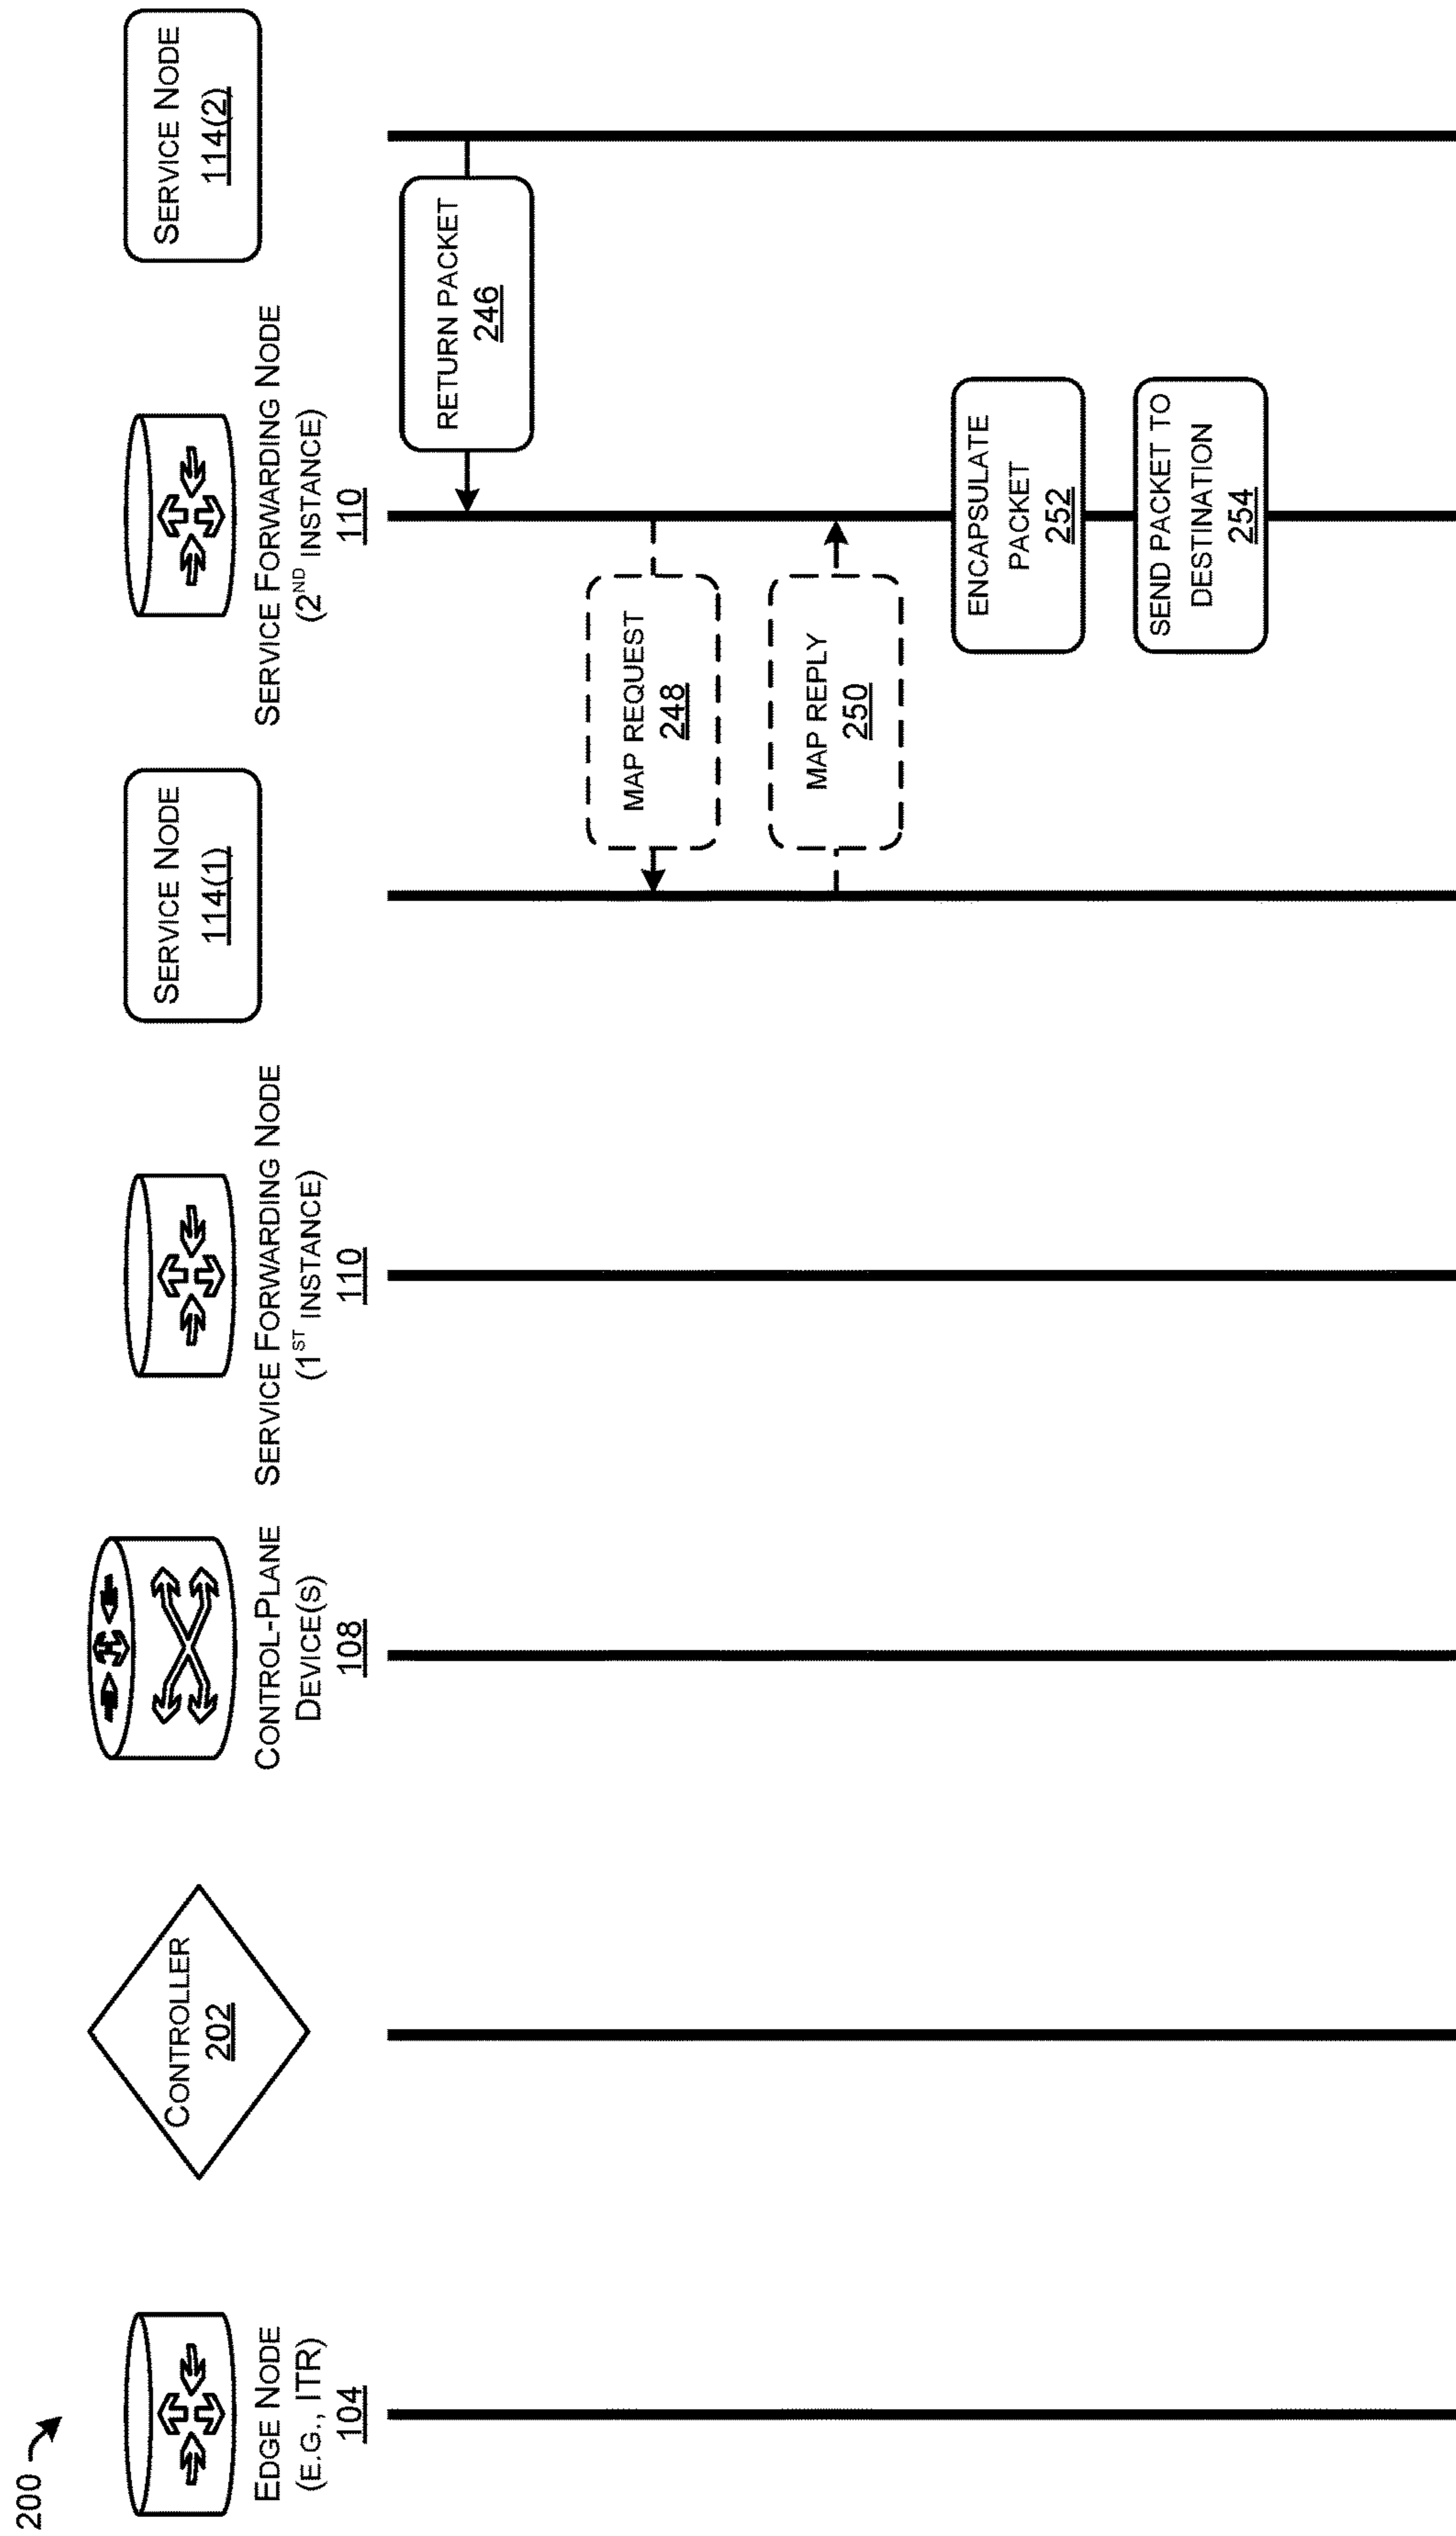 200
EDGE NODE
(E.G., ITR)
104
CONTROLLER
202
CONTROL-PLANE
DEVICE(S)
108
SERVICE FORWARDING NODE
(1ST INSTANCE)
110
SERVICE NODE
114(1)
SERVICE FORWARDING NODE
(2ND INSTANCE)
110
SERVICE NODE
114(2)
RETURN PACKET
246
MAP REQUEST
248
MAP REPLY
250
ENCAPSULATE
PACKET
252
SEND PACKET TO
DESTINATION
254